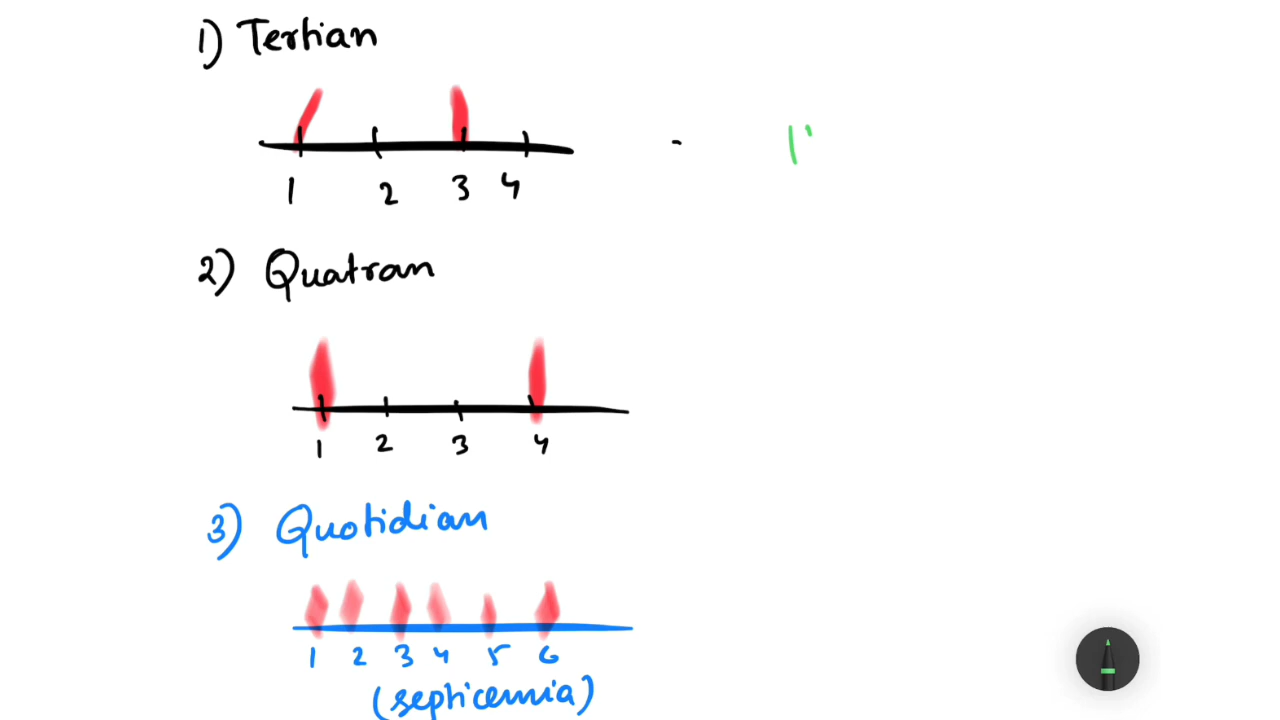 1) Tertian
1 2 3 4
2) Quatran
1 2 3 4
3) Quotidian
1 2 3 4 5 6
(septicemia)